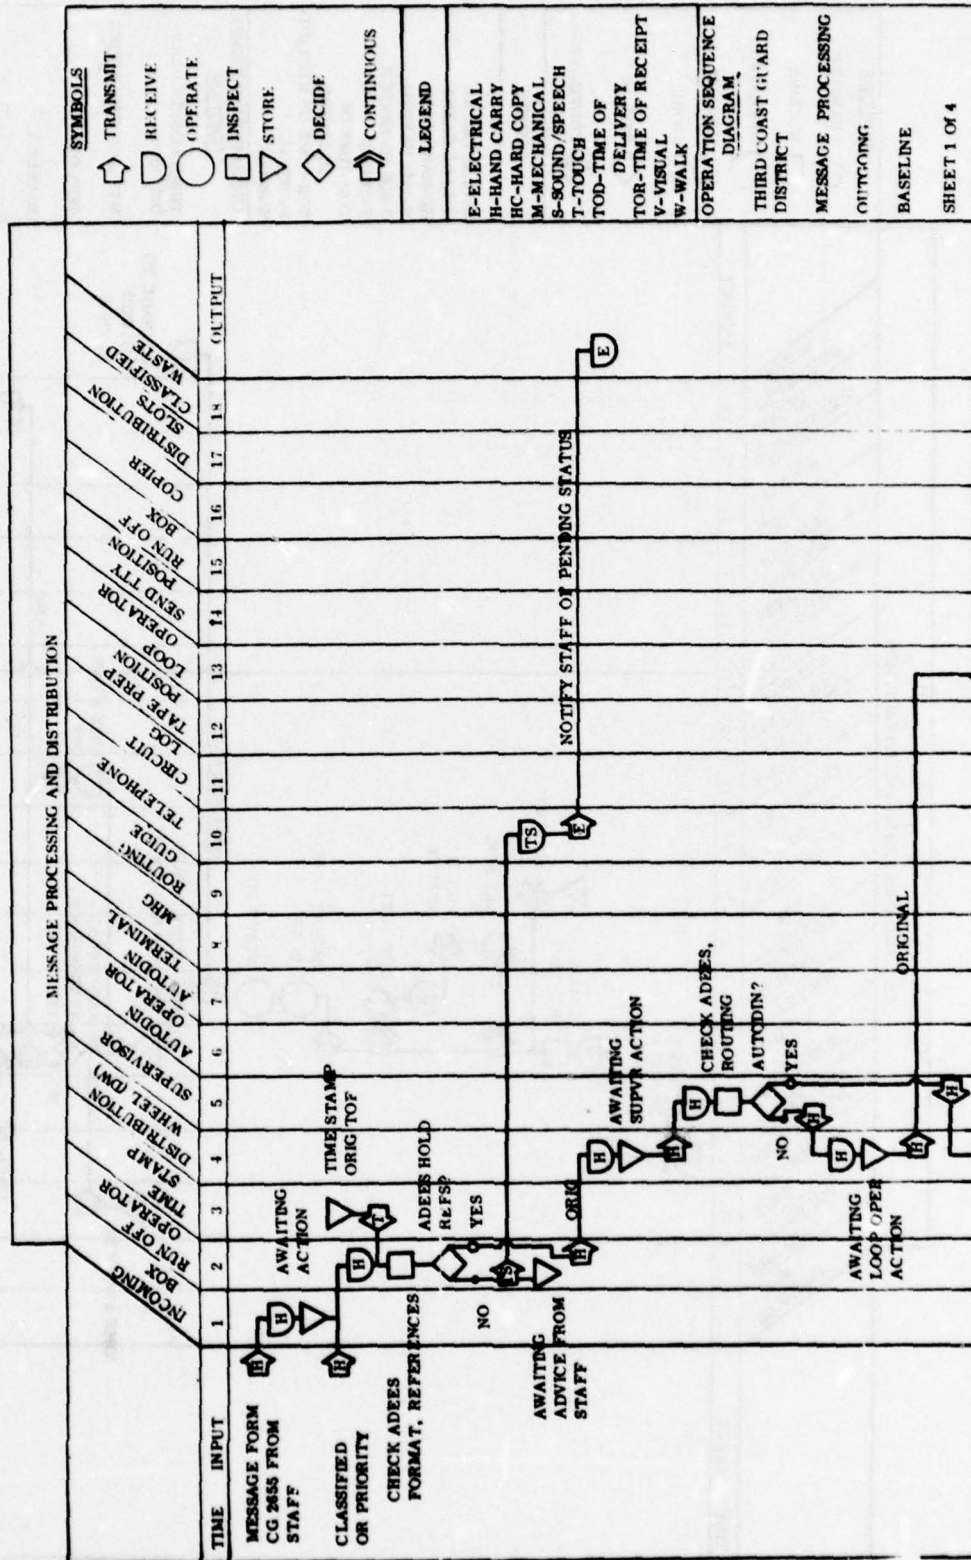 MESSAGE PROCESSING AND DISTRIBUTION
INCOMING
BOX
RUN OFF
OPERATOR
TIME
STAMP
DISTRIBUTION
WHEEL (DW)
SUPERVISOR
AUTODIN
OPERATOR
AUTODIN
TERMINAL
MHG
ROUTING
GUIDE
TELEPHONE
CIRCUIT
LOG
TAPE PREP
POSITION
LOOP
OPERATOR
SEND TTY
POSITION
RUN OFF
BOX
COPIER
DISTRIBUTION
SLOTS
CLASSIFIED
WASTE
TIME INPUT 1 2 3 4 5 6 7 8 9 10 11 12 13 14 15 16 17 18 OUTPUT
MESSAGE FORM
CG 2655 FROM
STAFF
H
H
AWAITING
ACTION
CLASSIFIED
OR PRIORITY
H
H
T
TIME STAMP
ORIG TOF
CHECK ADEES
FORMAT, REFERENCES
ADEES HOLD
REFS?
NO
YES
TS
TS
E
NOTIFY STAFF OF PENDING STATUS
E
AWAITING
ADVICE FROM
STAFF
H
ORIG
H
AWAITING
SUPVR ACTION
H
H
CHECK ADEES,
ROUTING
AUTODIN?
NO
YES
H
H
AWAITING
LOOP OPER
ACTION
H
ORIGINAL
H
SYMBOLS
TRANSMIT
RECEIVE
OPERATE
INSPECT
STORE
DECIDE
CONTINUOUS
LEGEND
E-ELECTRICAL
H-HAND CARY
HC-HARD COPY
M-MECHANICAL
S-SOUND/SPEECH
T-TOUCH
TOD-TIME OF
DELIVERY
TOR-TIME OF RECEIPT
V-VISUAL
W-WALK
OPERATION SEQUENCE
DIAGRAM
THIRD COAST GUARD
DISTRICT
MESSAGE PROCESSING
OUTGOING
BASELINE
SHEET 1 Of 4